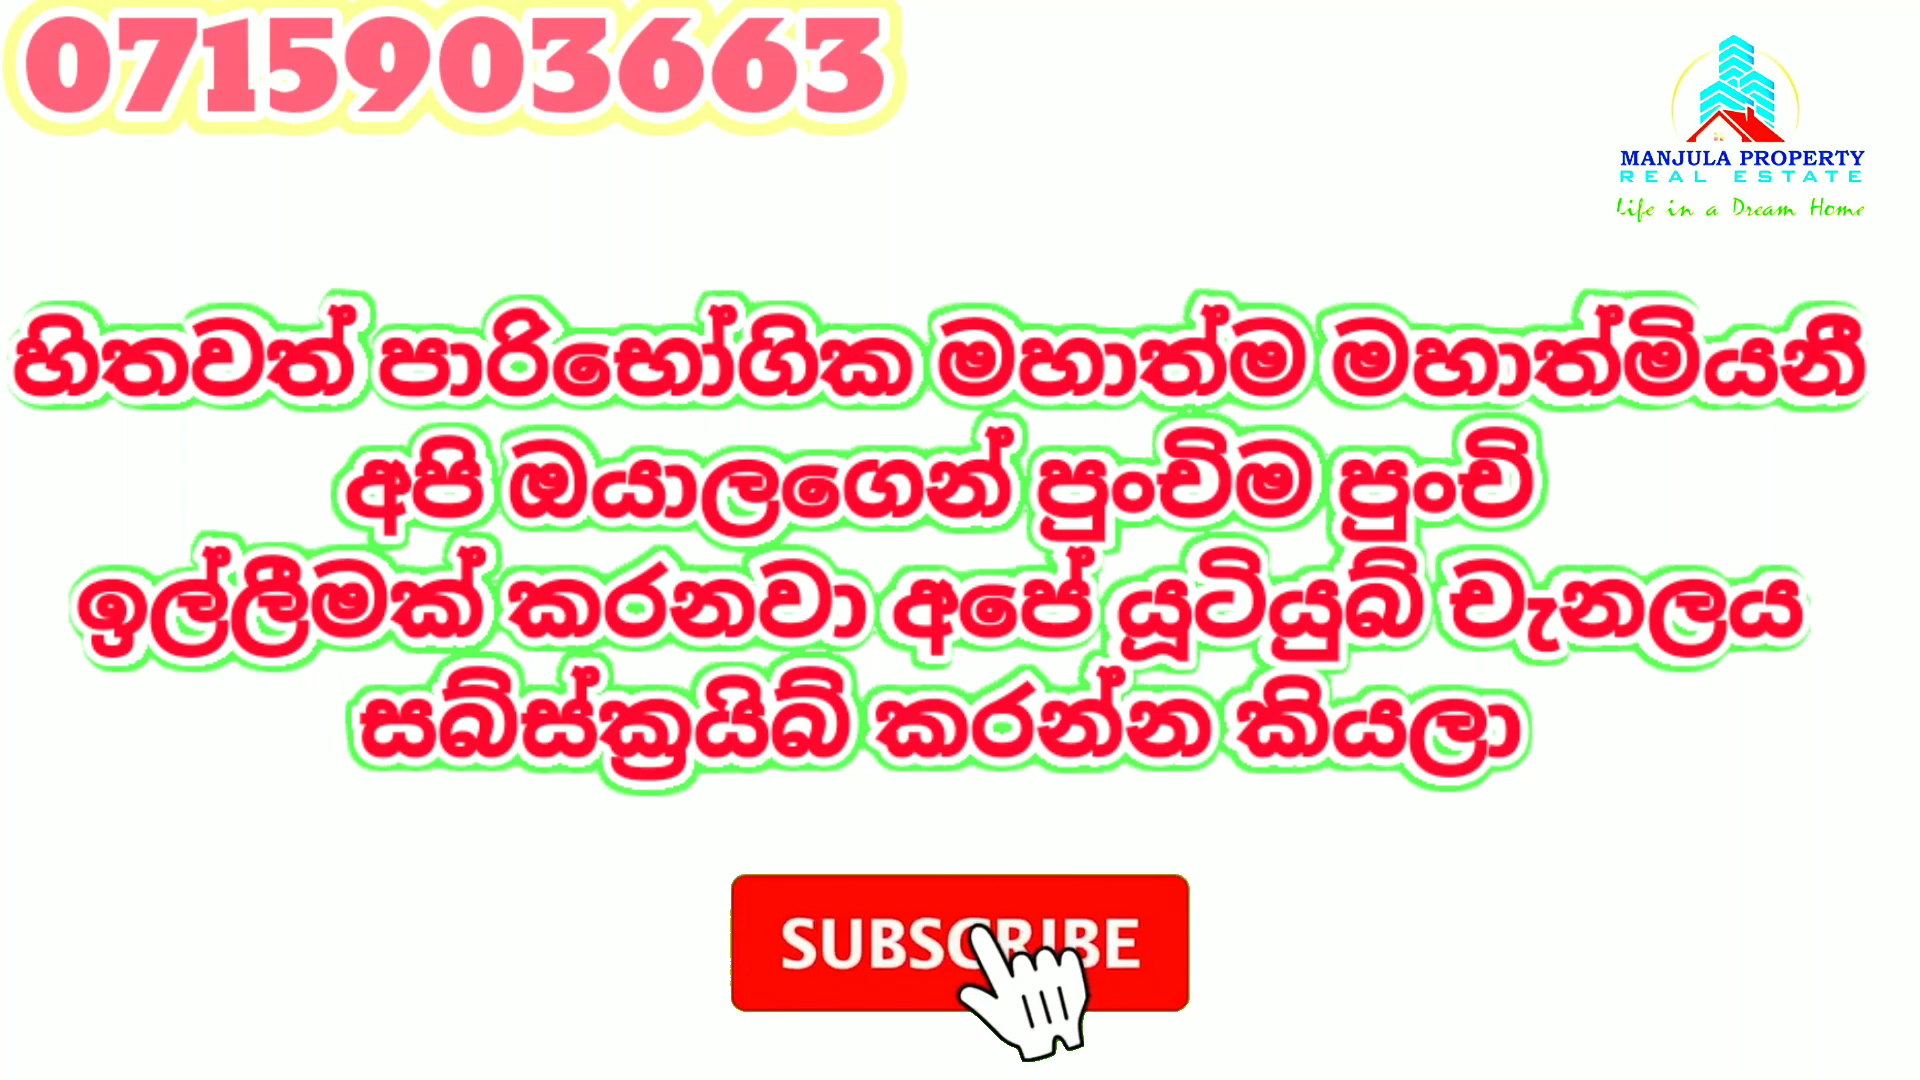 0715903663
MANJULA PROPERTY
REAL ESTATE
Life in a Dream Home
හිතවත් පාරිභෝගික මහාත්ම මහාත්මියනී
අපි ඔයාලගෙන් පුංචිම පුංචි
ඉල්ලීමක් කරනවා අපේ යූටියුබ් චැනලය
සබ්ස්ක්‍රයිබ් කරන්න කියලා
SUBSCRIBE